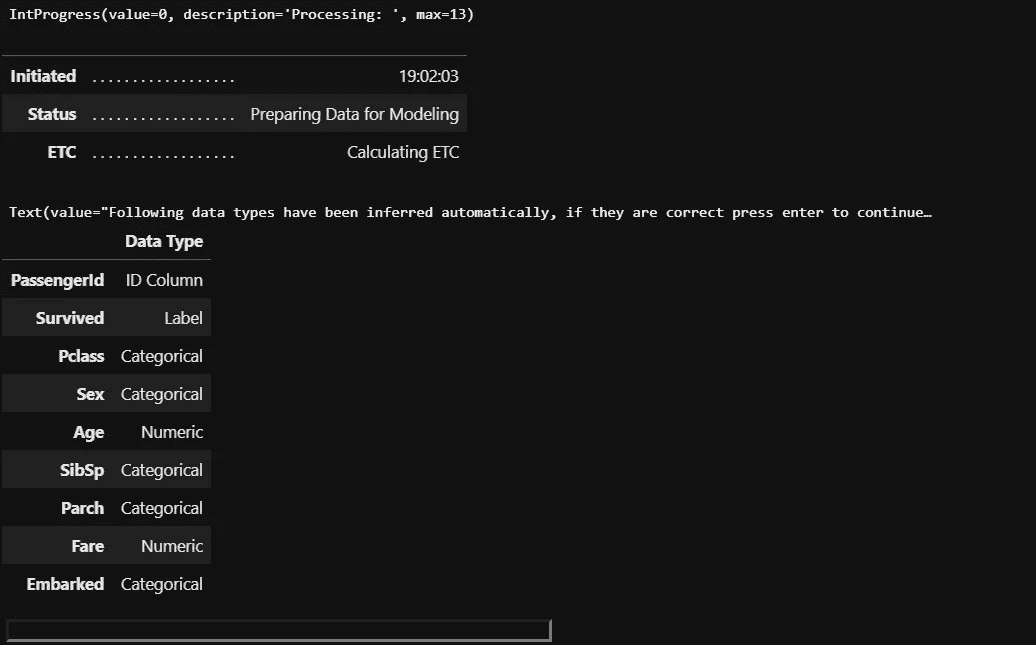 IntProgress(value=0, description='Processing: ', max=13)
Initiated . . . . . . . . . . . . . . . . . . 19:02:03
Status . . . . . . . . . . . . . . . . . . Preparing Data for Modeling
ETC . . . . . . . . . . . . . . . . . . Calculating ETC
Text(value="Following data types have been inferred automatically, if they are correct press enter to continue…
Data Type
PassengerId ID Column
Survived Label
Pclass Categorical
Sex Categorical
Age Numeric
SibSp Categorical
Parch Categorical
Fare Numeric
Embarked Categorical